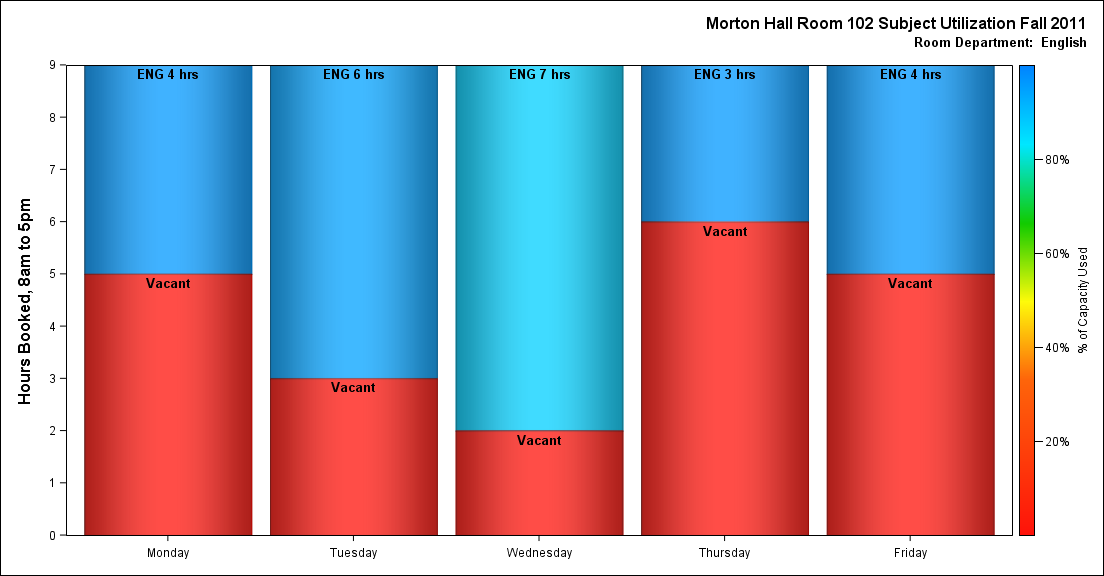 Morton Hall Room 102 Subject Utilization Fall 2011
Room Department: English
Hours Booked, 8am to 5pm
9
8
7
6
5
4
3
2
1
0
ENG 4 hrs
Vacant
ENG 6 hrs
Vacant
ENG 7 hrs
Vacant
ENG 3 hrs
Vacant
ENG 4 hrs
Vacant
Monday
Tuesday
Wednesday
Thursday
Friday
80%
60%
40%
20%
% of Capacity Used